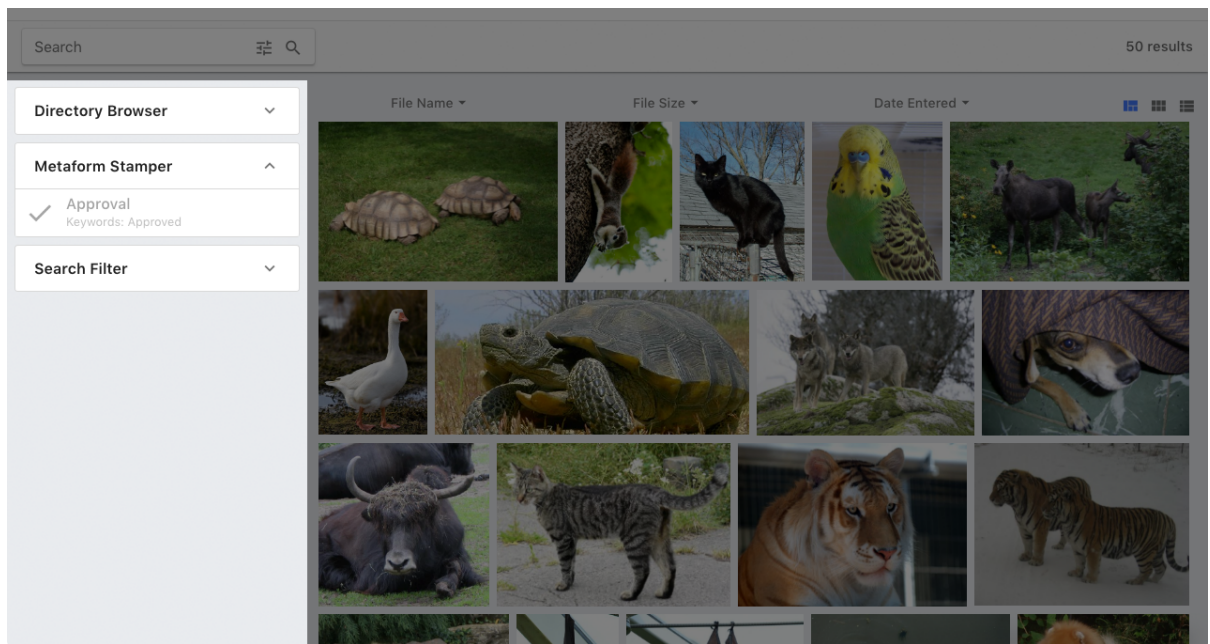 Search
50 results
Directory Browser
File Name
File Size
Date Entered
Metaform Stamper
Approval
Keywords: Approved
Search Filter